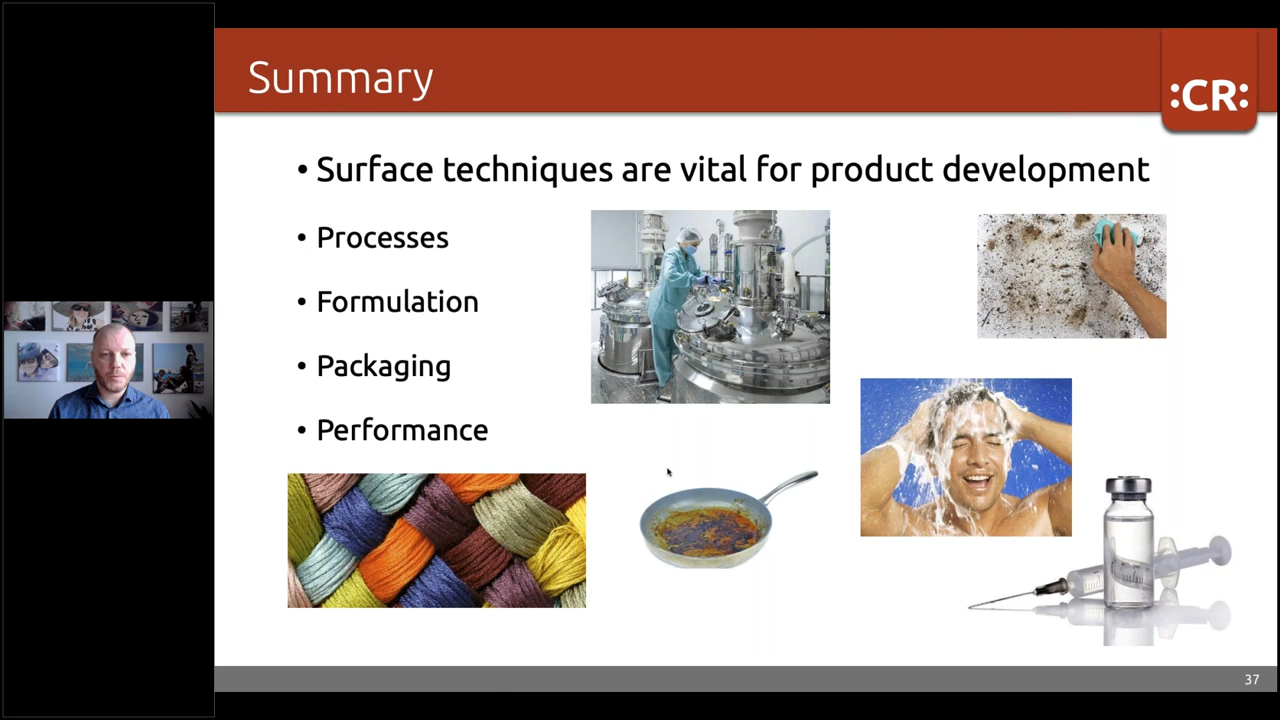 Summary
:CR:
• Surface techniques are vital for product development
• Processes
• Formulation
• Packaging
• Performance
37